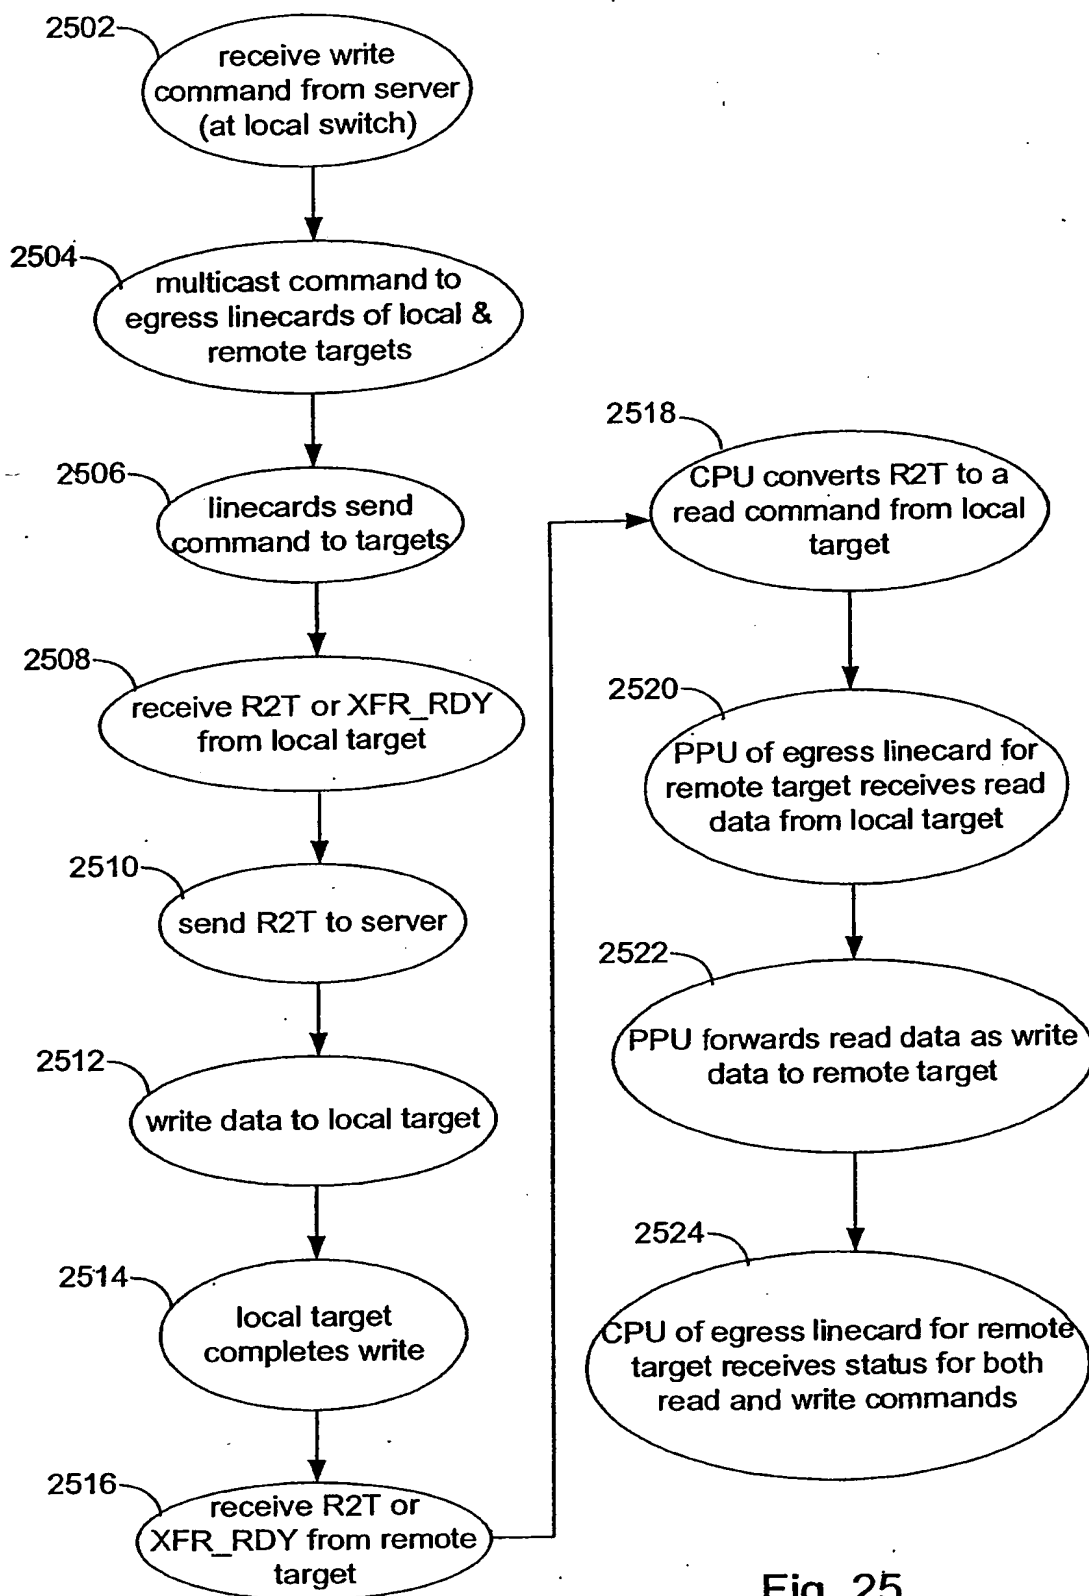 2502
receive write
command from server
(at local switch)
2504
multicast command to
egress linecards of local &
remote targets
2506
linecards send
command to targets
2508
receive R2T or XFR_RDY
from local target
2510
send R2T to server
2512
write data to local target
2514
local target
completes write
2516
receive R2T or
XFR_RDY from remote
target
2518
CPU converts R2T to a
read command from local
target
2520
PPU of egress linecard for
remote target receives read
data from local target
2522
PPU forwards read data as write
data to remote target
2524
CPU of egress linecard for remote
target receives status for both
read and write commands
Fig. 25